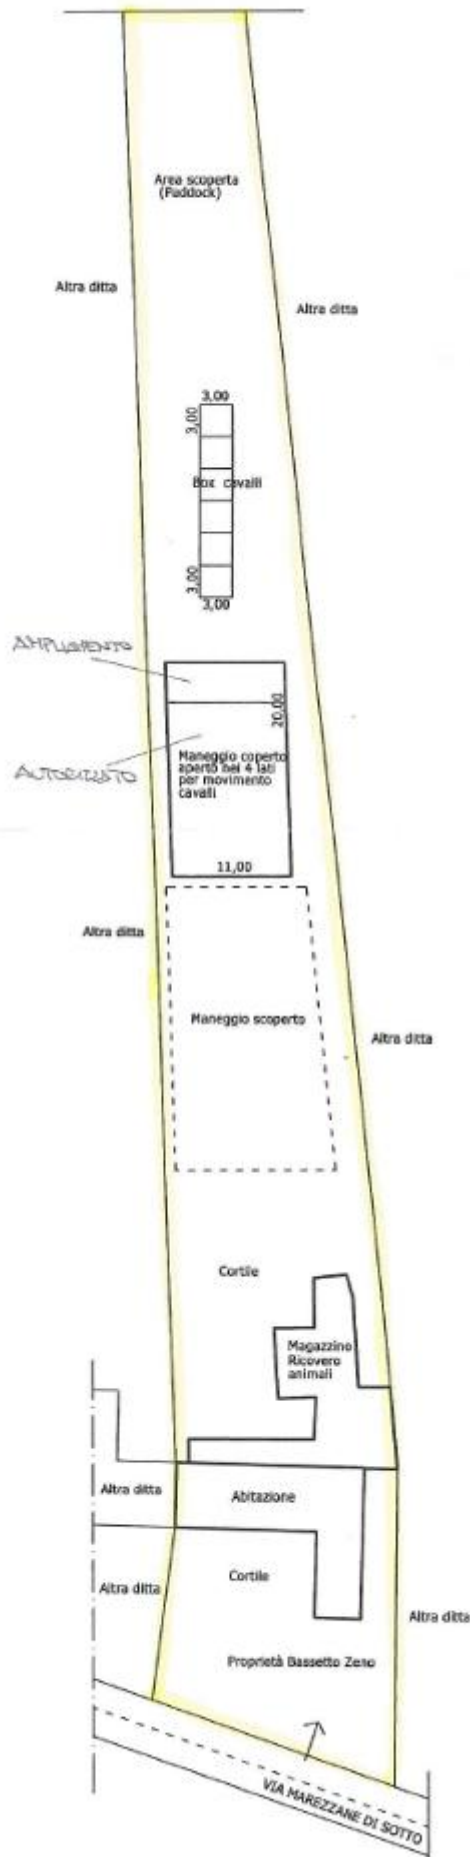 Area scoperta
(Paddock)
Altra ditta
Altra ditta
3,00
3,00
Box cavalli
3,00
3,00
AMPLIAMENTO
20,00
AUTORIZZATO
Maneggio coperto
aperto nei 4 lati
per movimento
cavalli
11,00
Altra ditta
Maneggio scoperto
Altra ditta
Cortile
Magazzino
Ricovero
animali
Altra ditta
Abitazione
Cortile
Altra ditta
Altra ditta
Proprietà Bassetto Zeno
VIA MAREZZANE DI SOTTO